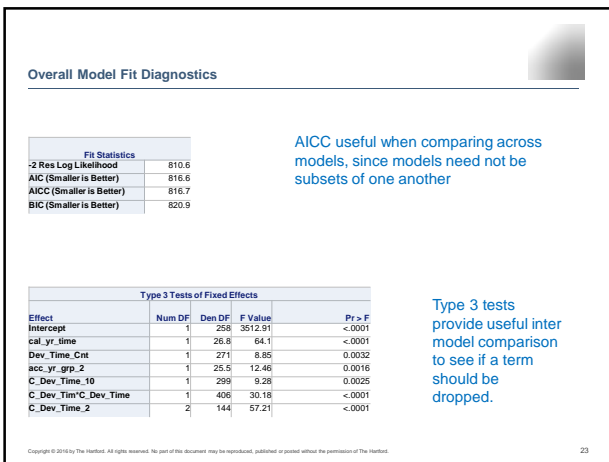 Overall Model Fit Diagnostics
Fit Statistics
-2 Res Log Likelihood 810.6
AIC (Smaller is Better) 816.6
AICC (Smaller is Better) 816.7
BIC (Smaller is Better) 820.9
AICC useful when comparing across
models, since models need not be
subsets of one another
Type 3 Tests of Fixed Effects
Effect Num DF Den DF F Value Pr > F
Intercept 1 258 3512.91 <.0001
cal_yr_time 1 26.8 64.1 <.0001
Dev_Time_Cnt 1 271 8.85 0.0032
acc_yr_grp_2 1 25.5 12.46 0.0016
C_Dev_Time_10 1 299 9.28 0.0025
C_Dev_Tim*C_Dev_Time 1 406 30.18 <.0001
C_Dev_Time_2 2 144 57.21 <.0001
Type 3 tests
provide useful inter
model comparison
to see if a term
should be
dropped.
Copyright © 2016 by The Hartford. All rights reserved. No part of this document may be reproduced, published or posted without the permission of The Hartford.
23